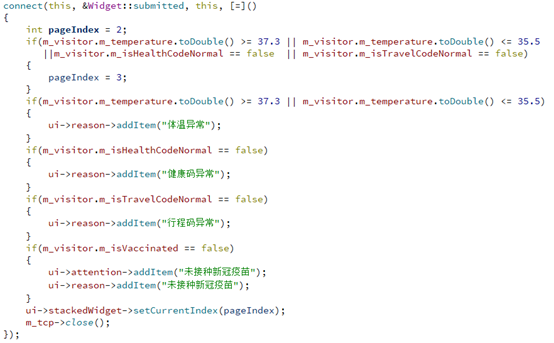 connect(this, &Widget::submitted, this, [=]()
{
    int pageIndex = 2;
    if(m_visitor.m_temperature.toDouble() >= 37.3 || m_visitor.m_temperature.toDouble() <= 35.5
       ||m_visitor.m_isHealthCodeNormal == false  || m_visitor.m_isTravelCodeNormal == false)
    {
        pageIndex = 3;
    }
    if(m_visitor.m_temperature.toDouble() >= 37.3 || m_visitor.m_temperature.toDouble() <= 35.5)
    {
        ui->reason->addItem("体温异常");
    }
    if(m_visitor.m_isHealthCodeNormal == false)
    {
        ui->reason->addItem("健康码异常");
    }
    if(m_visitor.m_isTravelCodeNormal == false)
    {
        ui->reason->addItem("行程码异常");
    }
    if(m_visitor.m_isVaccinated == false)
    {
        ui->attention->addItem("未接种新冠疫苗");
        ui->reason->addItem("未接种新冠疫苗");
    }
    ui->stackedWidget->setCurrentIndex(pageIndex);
    m_tcp->close();
});